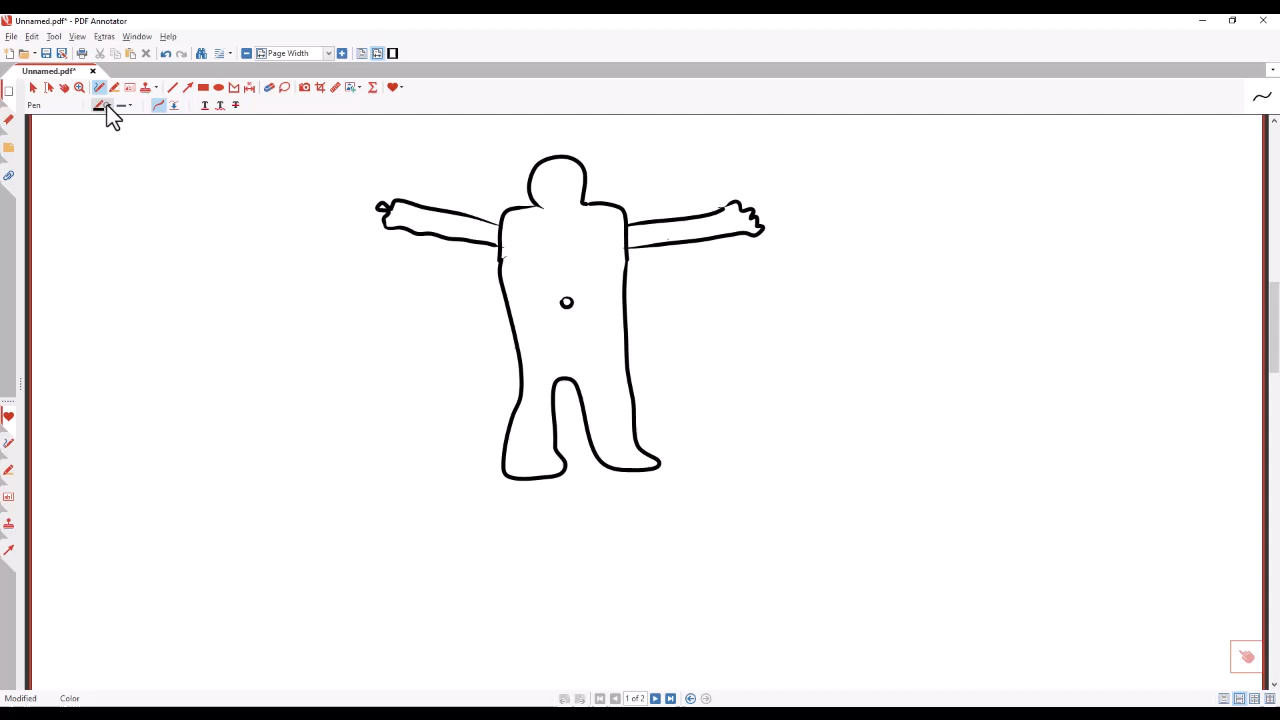 Unnamed.pdf* - PDF Annotator
File Edit Tool View Extras Window Help
Page Width
Unnamed.pdf*
Pen
Modified Color 1 of 2